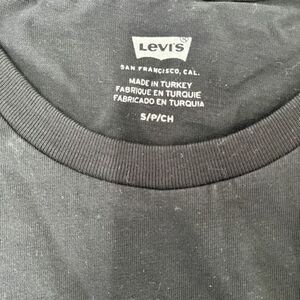 LEVI'S
SAN FRANCISCO, CAL.
MADE IN TURKEY
FABRIQUE EN TURQUIE
FABRICADO EN TURQUIA
S/P/CH